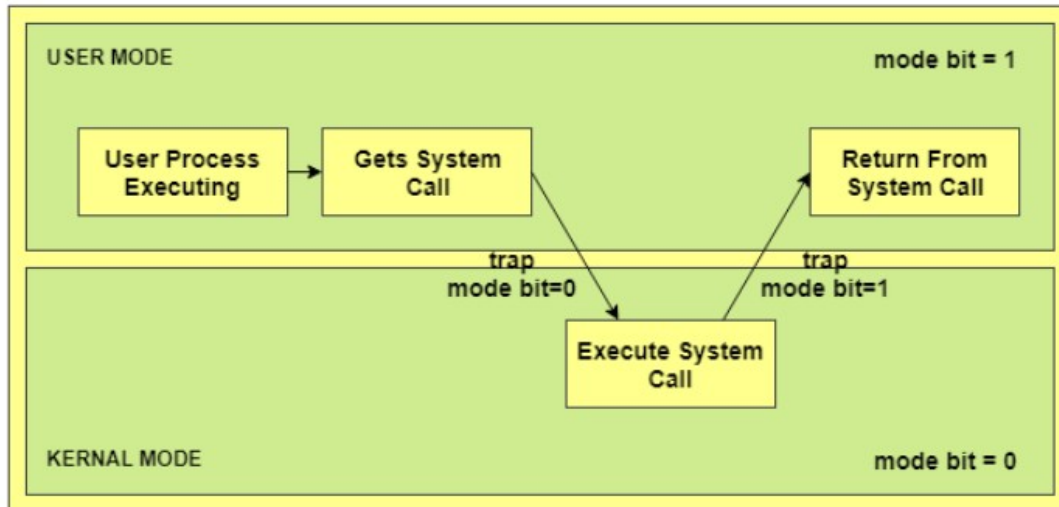 USER MODE
mode bit = 1
User Process
Executing
Gets System
Call
Return From
System Call
trap
mode bit=0
trap
mode bit=1
Execute System
Call
KERNAL MODE
mode bit = 0